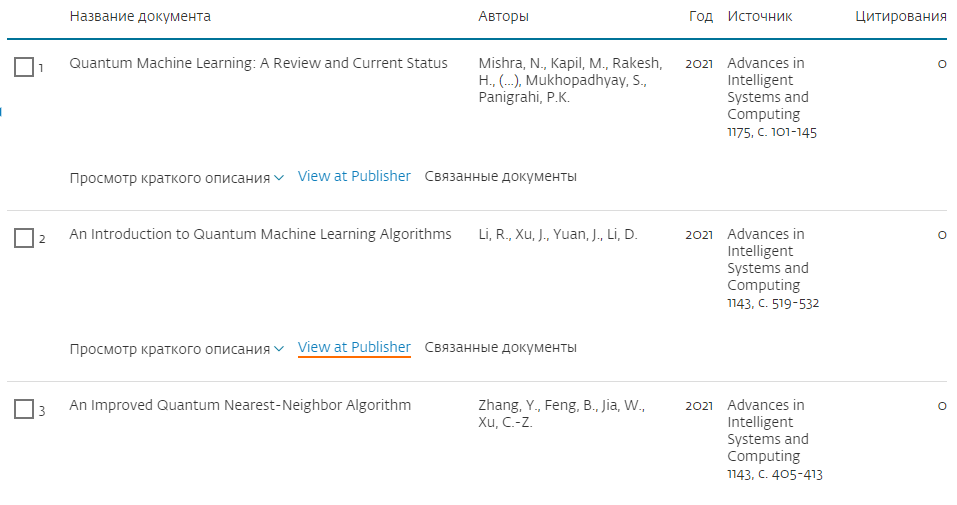 Название документа Авторы Год Источник Цитирования
1 Quantum Machine Learning: A Review and Current Status Mishra, N., Kapil, M., Rakesh, 2021 Advances in 0
H., (...), Mukhopadhyay, S., Intelligent
Panigrahi, P.K. Systems and
Computing
1175, с. 101-145
Просмотр краткого описания View at Publisher Связанные документы
2 An Introduction to Quantum Machine Learning Algorithms Li, R., Xu, J., Yuan, J., Li, D. 2021 Advances in 0
Intelligent
Systems and
Computing
1143, с. 519-532
Просмотр краткого описания View at Publisher Связанные документы
3 An Improved Quantum Nearest-Neighbor Algorithm Zhang, Y., Feng, B., Jia, W., 2021 Advances in 0
Xu, C.-Z. Intelligent
Systems and
Computing
1143, с. 405-413